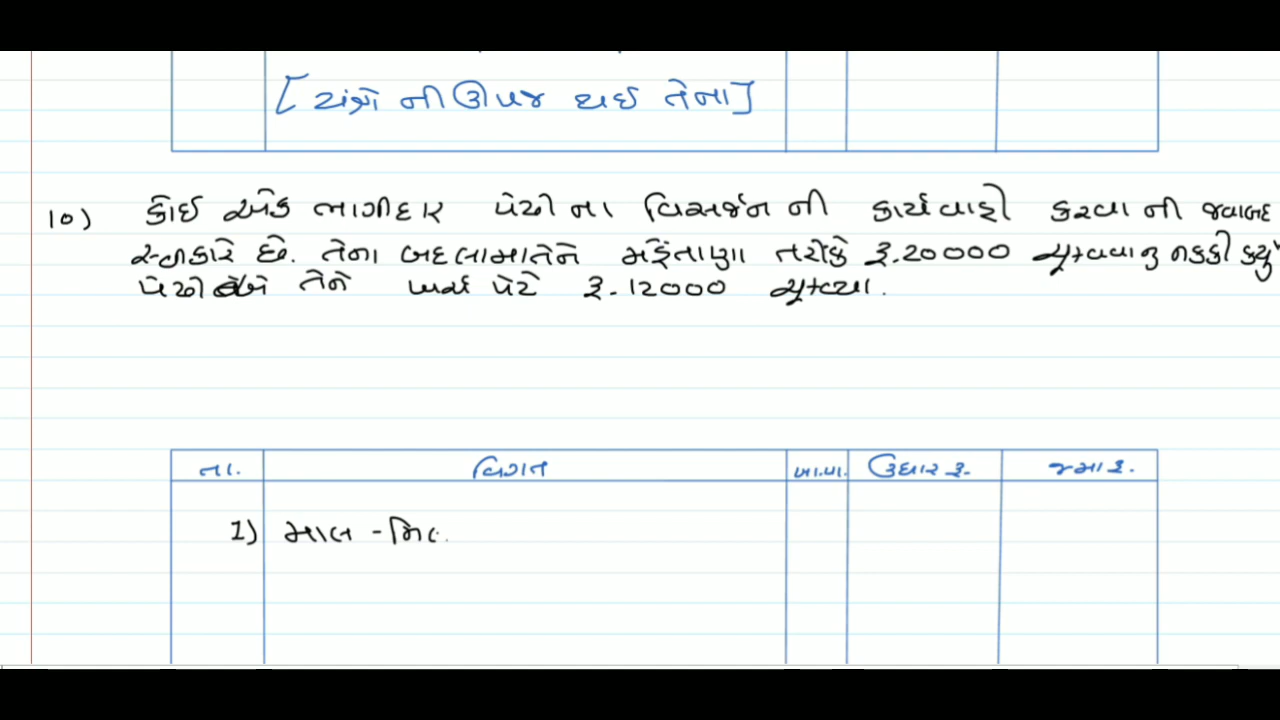 [યંત્રો ની ઊપજ થઈ તેના]
10) કોઈ એક ભાગીદાર પેઢી ના વિસર્જન ની કાર્યવાહી કરવા ની જવાબદ
સ્વીકારે છે. તેના બદલામાં તેને મહેનતાણા તરીકે રૂ.20000 ચૂકવવાનુ નક્કી કર્યુ
પેઢીએ તેને ખર્ચ પેટે રૂ.12000 ચૂકવ્યા.
તા. વિગત ખા.પા. ઉધાર રૂ. જમા રૂ.
1) માલ -મિલ